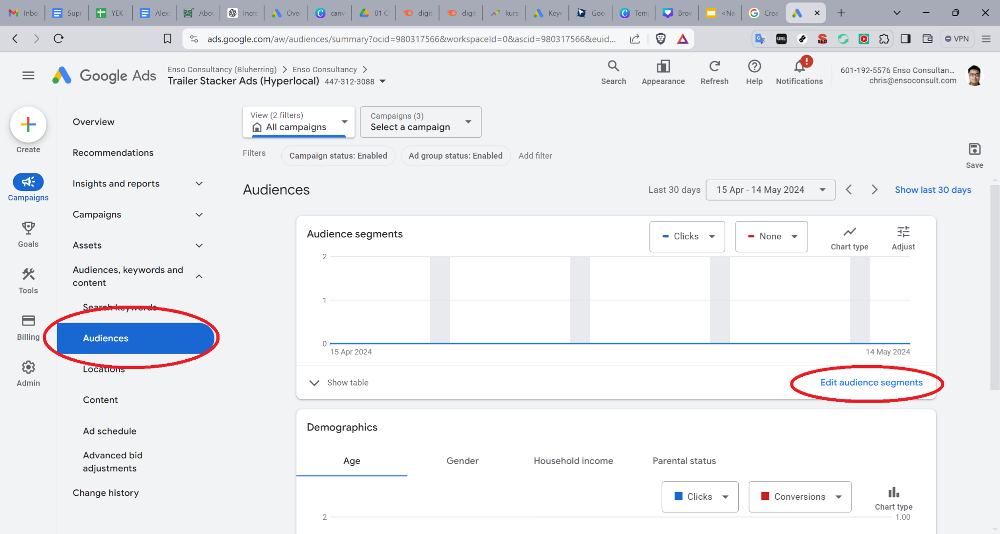 Inbo
Supr
YEK
Alex
Abou
Incre
Over
canv
01 C
digit
digit
kurs
Keyw
Goo
Tem
Brow
<Na
Crea
ads.google.com/aw/audiences/summary?ocid=980317566&workspaceId=0&ascid=980317566&euid...
URL
SEO
VPN
Google Ads
Enso Consultancy (Bluherring)
Enso Consultancy
Trailer Stacker Ads (Hyperlocal) 447-312-3088
Search
Appearance
Refresh
Help
Notifications
601-192-5576 Enso Consultan...
chris@ensoconsult.com
Create
Campaigns
Goals
Tools
Billing
Admin
Overview
Recommendations
Insights and reports
Campaigns
Assets
Audiences, keywords and
content
Search keywords
Audiences
Locations
Content
Ad schedule
Advanced bid
adjustments
Change history
View (2 filters)
All campaigns
Campaigns (3)
Select a campaign
Filters
Campaign status: Enabled
Ad group status: Enabled
Add filter
Save
Audiences
Last 30 days
15 Apr - 14 May 2024
Show last 30 days
Audience segments
Clicks
None
Chart type
Adjust
2
1
0
15 Apr 2024
14 May 2024
Show table
Edit audience segments
Demographics
Age
Gender
Household income
Parental status
Clicks
Conversions
Chart type
2
1.00